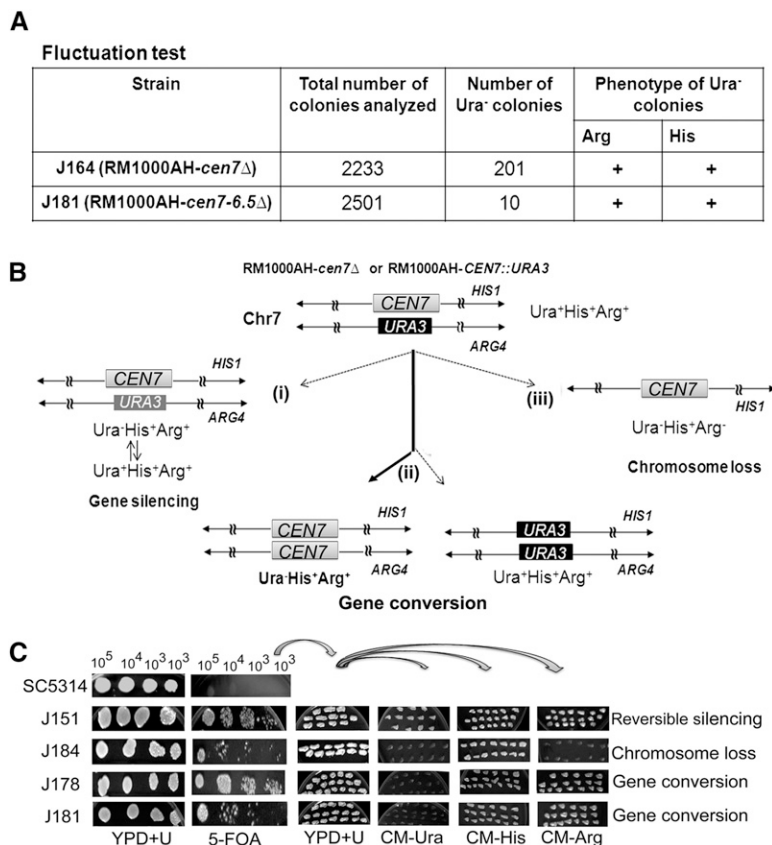 A
Fluctuation test
Strain
Total number of colonies analyzed
Number of Ura- colonies
Phenotype of Ura- colonies
Arg
His
J164 (RM1000AH-cen7Δ) 2233 201 + +
J181 (RM1000AH-cen7-6.5Δ) 2501 10 + +
B
RM1000AH-cen7Δ or RM1000AH-CEN7::URA3
HIS1
CEN7
Chr7
Ura+His+Arg+
URA3
ARG4
HIS1
CEN7
URA3
ARG4
Ura-His+Arg+
Ura+His+Arg+
Gene silencing
(i)
(iii)
CEN7
HIS1
Ura-His+Arg-
Chromosome loss
(ii)
HIS1
CEN7
CEN7
ARG4
Ura-His+Arg+
HIS1
URA3
URA3
ARG4
Ura+His+Arg+
Gene conversion
C
10^5 10^4 10^3 10^3 10^5 10^4 10^3 10^3
SC5314
J151 Reversible silencing
J184 Chromosome loss
J178 Gene conversion
J181 Gene conversion
YPD+U 5-FOA YPD+U CM-Ura CM-His CM-Arg